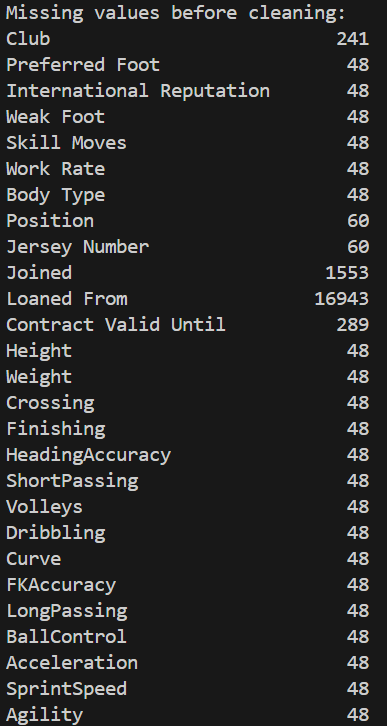 Missing values before cleaning:
Club 241
Preferred Foot 48
International Reputation 48
Weak Foot 48
Skill Moves 48
Work Rate 48
Body Type 48
Position 60
Jersey Number 60
Joined 1553
Loaned From 16943
Contract Valid Until 289
Height 48
Weight 48
Crossing 48
Finishing 48
HeadingAccuracy 48
ShortPassing 48
Volleys 48
Dribbling 48
Curve 48
FKAccuracy 48
LongPassing 48
BallControl 48
Acceleration 48
SprintSpeed 48
Agility 48